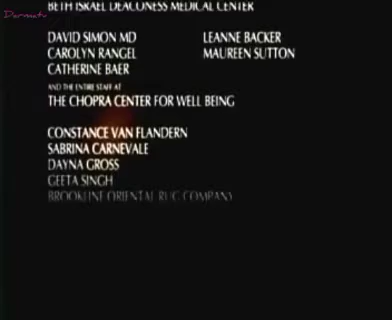 Darmatv
BETH ISRAEL DEACONESS MEDICAL CENTER
DAVID SIMON MD LEANNE BACKER
CAROLYN RANGEL MAUREEN SUTTON
CATHERINE BAER
AND THE ENTIRE STAFF AT
THE CHOPRA CENTER FOR WELL BEING
CONSTANCE VAN FLANDERN
SABRINA CARNEVALE
DAYNA GROSS
GEETA SINGH
BROOKLINE ORIENTAL RUG COMPANY